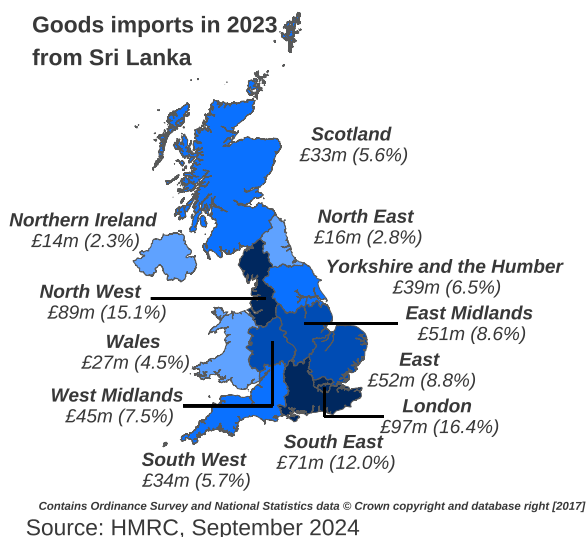 Goods imports in 2023
from Sri Lanka
Scotland
£33m (5.6%)
Northern Ireland
£14m (2.3%)
North East
£16m (2.8%)
Yorkshire and the Humber
£39m (6.5%)
North West
£89m (15.1%)
East Midlands
£51m (8.6%)
Wales
£27m (4.5%)
East
£52m (8.8%)
West Midlands
£45m (7.5%)
London
£97m (16.4%)
South East
£71m (12.0%)
South West
£34m (5.7%)
Contains Ordinance Survey and National Statistics data © Crown copyright and database right [2017]
Source: HMRC, September 2024